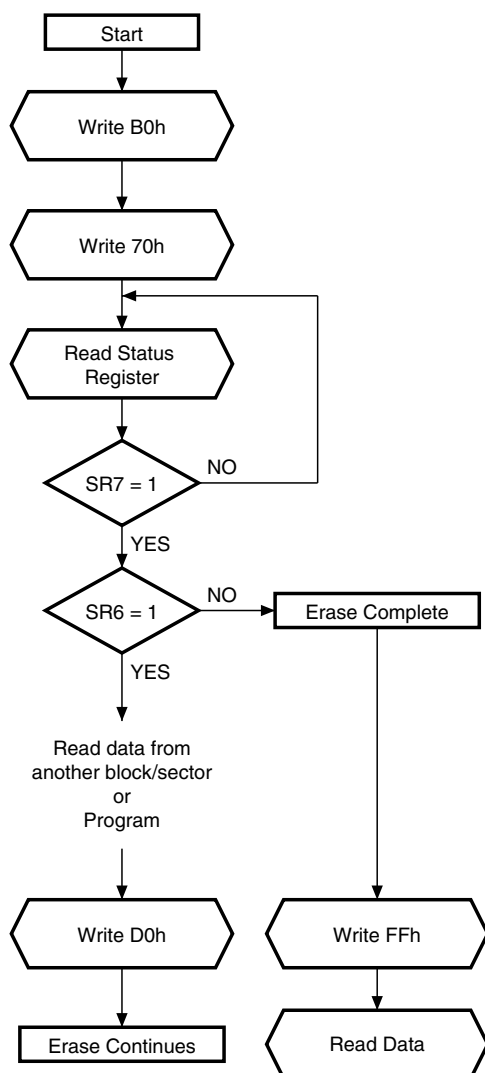 Start
Write B0h
Write 70h
Read Status
Register
SR7 = 1
NO
YES
SR6 = 1
NO
Erase Complete
YES
Read data from
another block/sector
or
Program
Write D0h
Write FFh
Erase Continues
Read Data